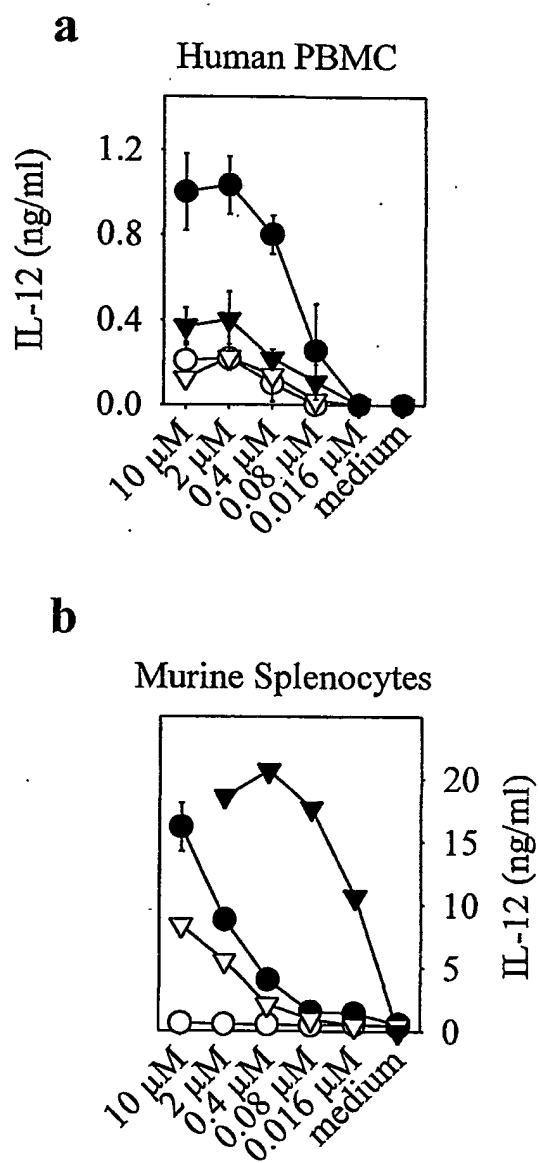 a
Human PBMC
IL-12 (ng/ml)
1.2
0.8
0.4
0.0
10 µM
2 µM
0.4 µM
0.08 µM
0.016 µM
medium
b
Murine Splenocytes
20
15
10
5
0
IL-12 (ng/ml)
10 µM
2 µM
0.4 µM
0.08 µM
0.016 µM
medium